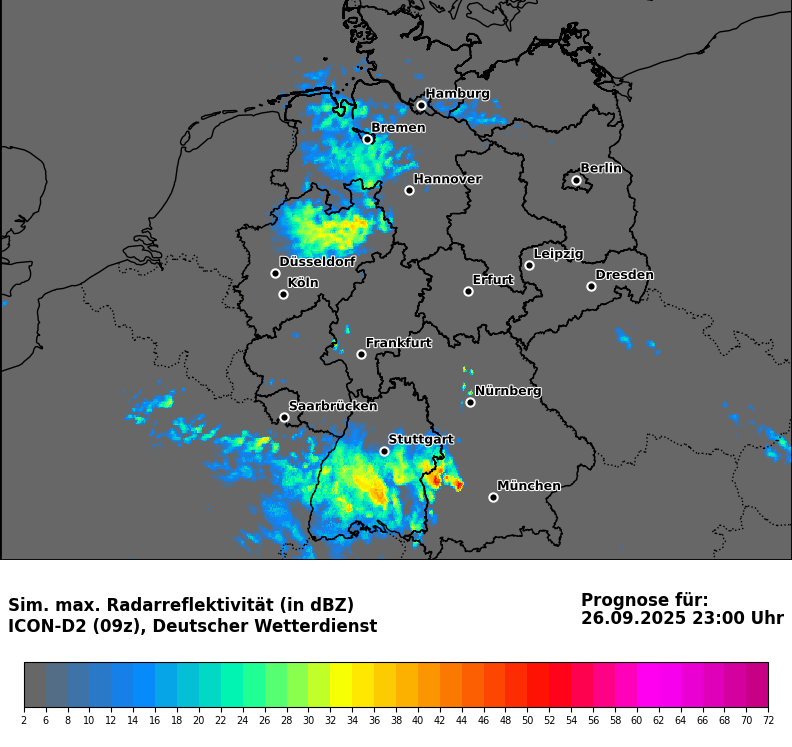 Hamburg
Bremen
Berlin
Hannover
Leipzig
Düsseldorf
Dresden
Köln
Erfurt
Frankfurt
Nürnberg
Saarbrücken
Stuttgart
München
Sim. max. Radarreflektivität (in dBZ)
ICON-D2 (09z), Deutscher Wetterdienst
Prognose für:
26.09.2025 23:00 Uhr
2 6 8 10 12 14 16 18 20 22 24 26 28 30 32 34 36 38 40 42 44 46 48 50 52 54 56 58 60 62 64 66 68 70 72